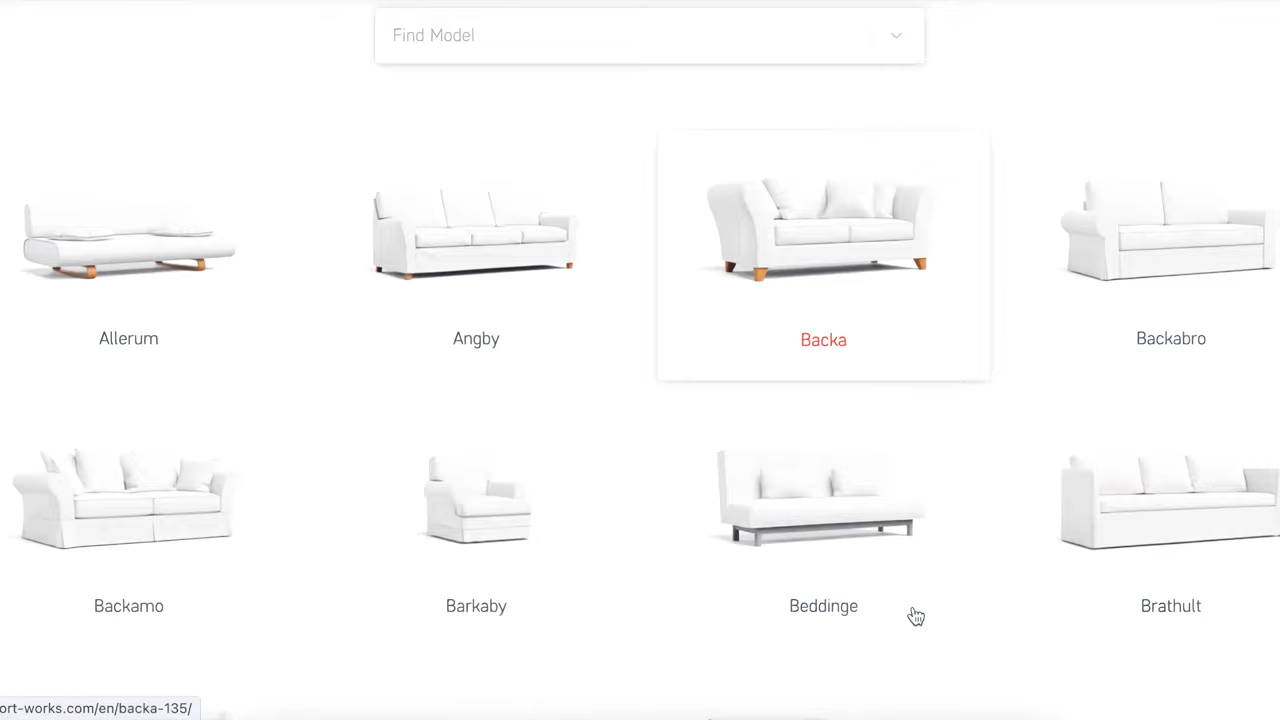 Find Model
Allerum
Angby
Backa
Backabro
Backamo
Barkaby
Beddinge
Brathult
ort-works.com/en/backa-135/